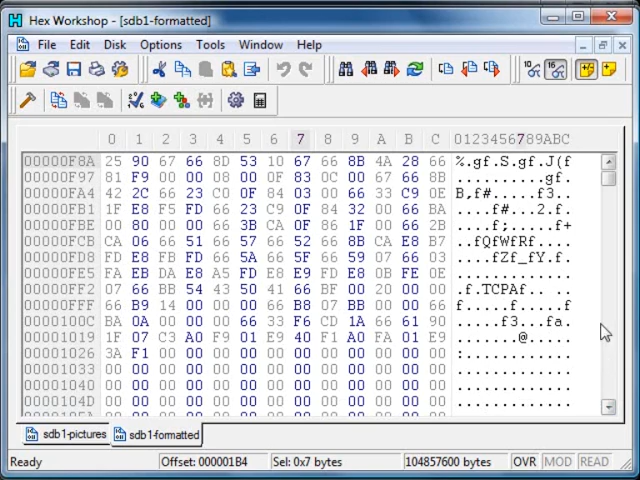 Hex Workshop - [sdb1-formatted]
File Edit Disk Options Tools Window Help
0 1 2 3 4 5 6 7 8 9 A B C 0123456789ABC
00000F8A 25 90 67 66 8D 53 10 67 66 8B 4A 28 66 %.gf.S.gf.J(f
00000F97 81 F9 00 00 08 00 0F 83 0C 00 67 66 8B ..........gf.
00000FA4 42 2C 66 23 C0 0F 84 03 00 66 33 C9 0E B,f#.....f3..
00000FB1 1F E8 F5 FD 66 23 C9 0F 84 32 00 66 BA ....f#...2.f.
00000FBE 00 80 00 00 66 3B CA 0F 86 1F 00 66 2B ....f;.....f+
00000FCB CA 06 66 51 66 57 66 52 66 8B CA E8 B7 ..fQfWfRf....
00000FD8 FD E8 FB FD 66 5A 66 5F 66 59 07 66 03 ....fZf_fY.f.
00000FE5 FA EB DA E8 A5 FD E8 E9 FD E8 0B FE 0E .............
00000FF2 07 66 BB 54 43 50 41 66 BF 00 20 00 00 .f.TCPAf.. ..
00000FFF 66 B9 14 00 00 00 66 B8 07 BB 00 00 66 f.....f.....f
0000100C BA 0A 00 00 00 66 33 F6 CD 1A 66 61 90 .....f3...fa.
00001019 1F 07 C3 A0 F9 01 E9 40 F1 A0 FA 01 E9 .......@.....
00001026 3A F1 00 00 00 00 00 00 00 00 00 00 00 :............
00001033 00 00 00 00 00 00 00 00 00 00 00 00 00 .............
00001040 00 00 00 00 00 00 00 00 00 00 00 00 00 .............
0000104D 00 00 00 00 00 00 00 00 00 00 00 00 00 .............
sdb1-pictures sdb1-formatted
Ready Offset: 000001B4 Sel: 0x7 bytes 104857600 bytes OVR MOD READ